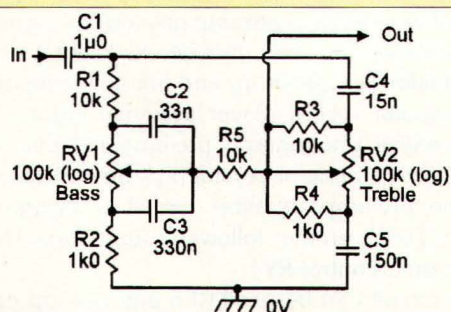 C1
1µ0
In
Out
R1
10k
C2
33n
C4
15n
R3
10k
RV1
100k (log)
Bass
R5
10k
RV2
100k (log)
Treble
R4
1k0
C3
330n
R2
1k0
C5
150n
0V